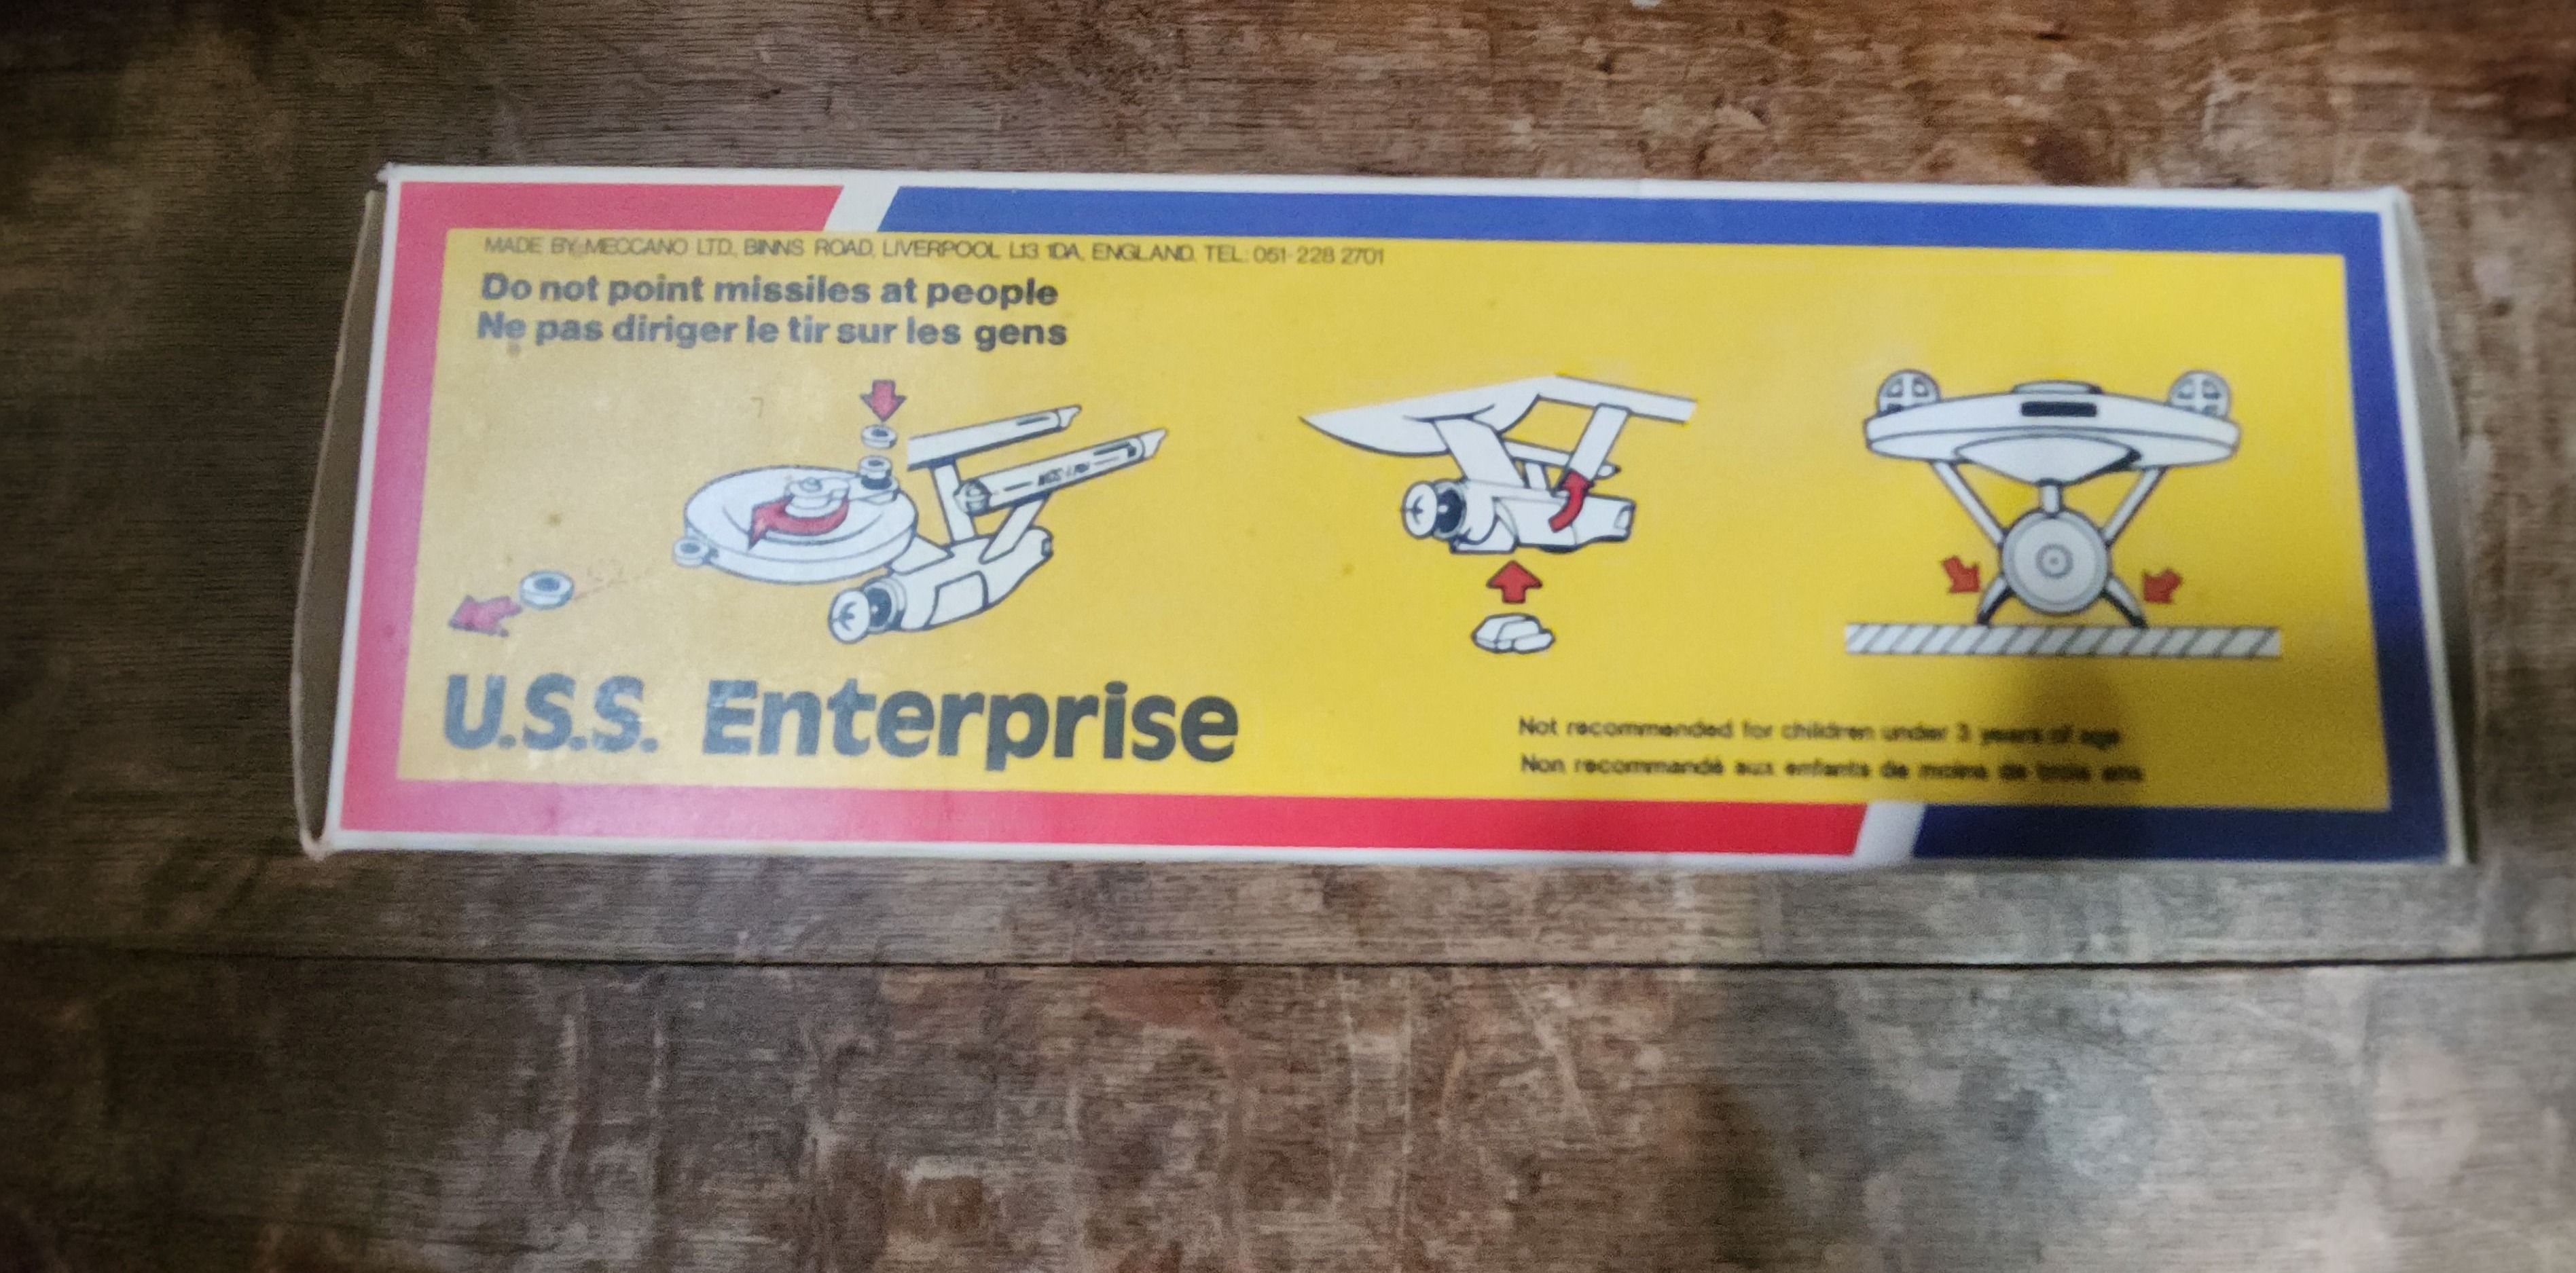 MADE BY MECCANO LTD., BINNS ROAD, LIVERPOOL L13 1DA, ENGLAND. TEL: 051-228 2701
Do not point missiles at people
Ne pas diriger le tir sur les gens
U.S.S. Enterprise
Not recommended for children under 3 years of age
Non recommandé aux enfants de moins de trois ans